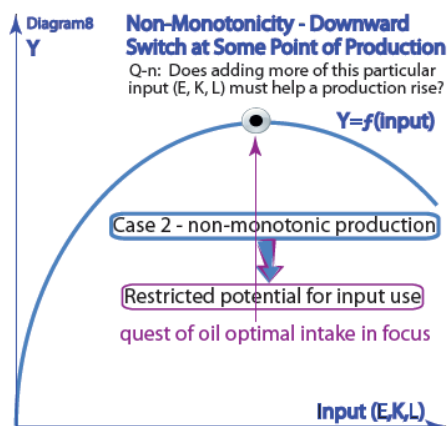 Diagram8
Y
Non-Monotonicity - Downward
Switch at Some Point of Production
Q-n: Does adding more of this particular
input (E, K, L) must help a production rise?
Y=ƒ(input)
Case 2 - non-monotonic production
Restricted potential for input use
quest of oil optimal intake in focus
Input (E,K,L)